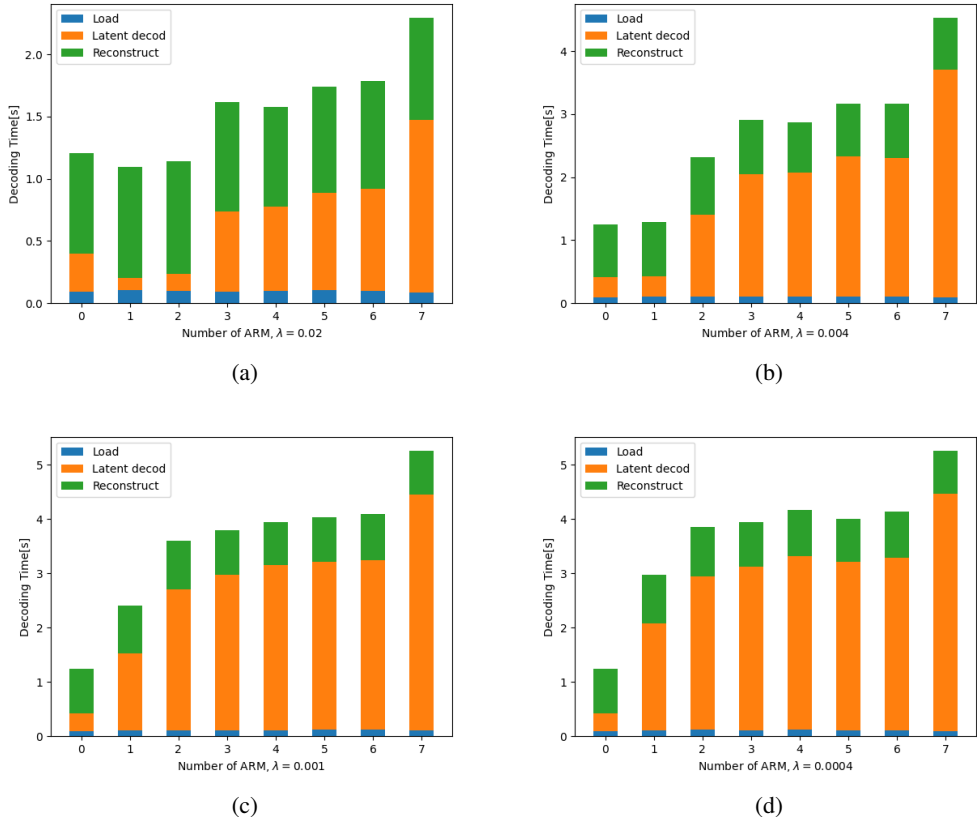 Load
Latent decod
Reconstruct
2.0
1.5
1.0
0.5
0.0
Decoding Time[s]
0 1 2 3 4 5 6 7
Number of ARM, λ = 0.02
(a)
Load
Latent decod
Reconstruct
4
3
2
1
0
Decoding Time[s]
0 1 2 3 4 5 6 7
Number of ARM, λ = 0.004
(b)
Load
Latent decod
Reconstruct
5
4
3
2
1
0
Decoding Time[s]
0 1 2 3 4 5 6 7
Number of ARM, λ = 0.001
(c)
Load
Latent decod
Reconstruct
5
4
3
2
1
0
Decoding Time[s]
0 1 2 3 4 5 6 7
Number of ARM, λ = 0.0004
(d)